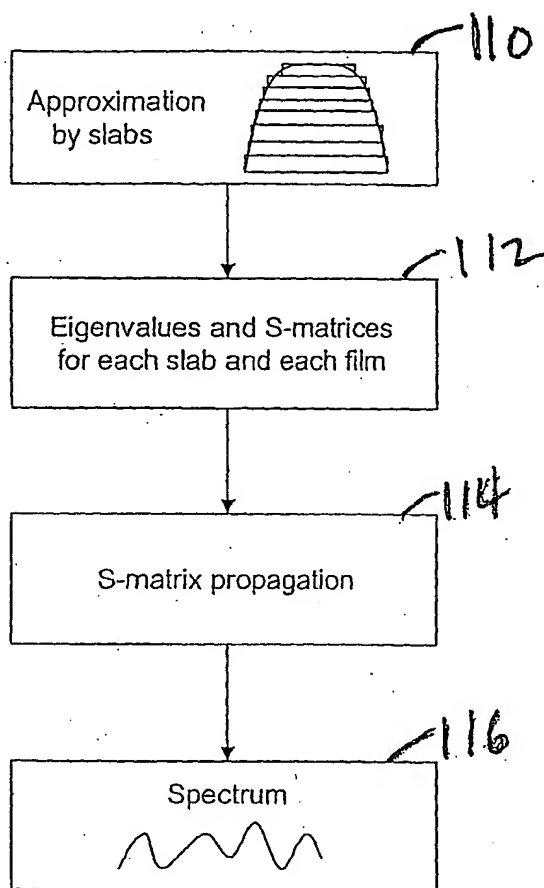 110
Approximation
by slabs
112
Eigenvalues and S-matrices
for each slab and each film
114
S-matrix propagation
116
Spectrum